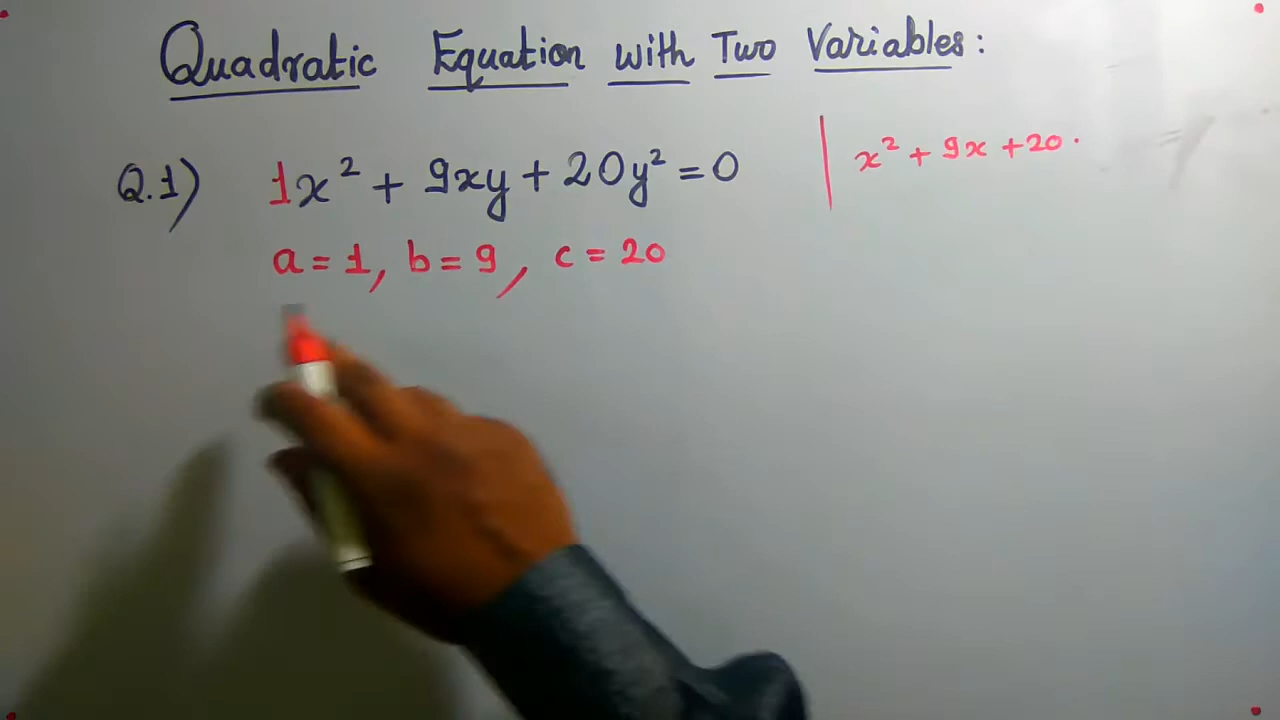 Quadratic Equation with Two Variables:
Q.1) 1x² + 9xy + 20y² = 0
x² + 9x + 20.
a = 1, b = 9, c = 20